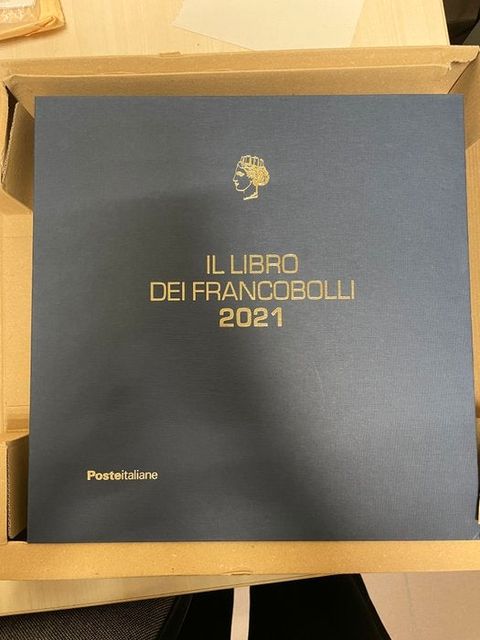 IL LIBRO
DEI FRANCOBOLLI
2021
Posteitaliane